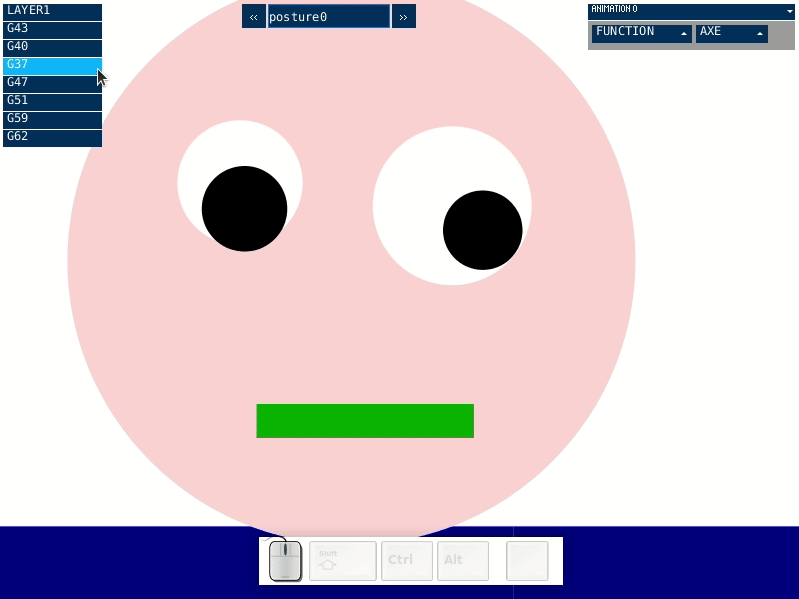 LAYER1
G43
G40
G37
G47
G51
G59
G62
<< posture0 >>
ANIMATION 0
FUNCTION AXE
Shift
Ctrl Alt